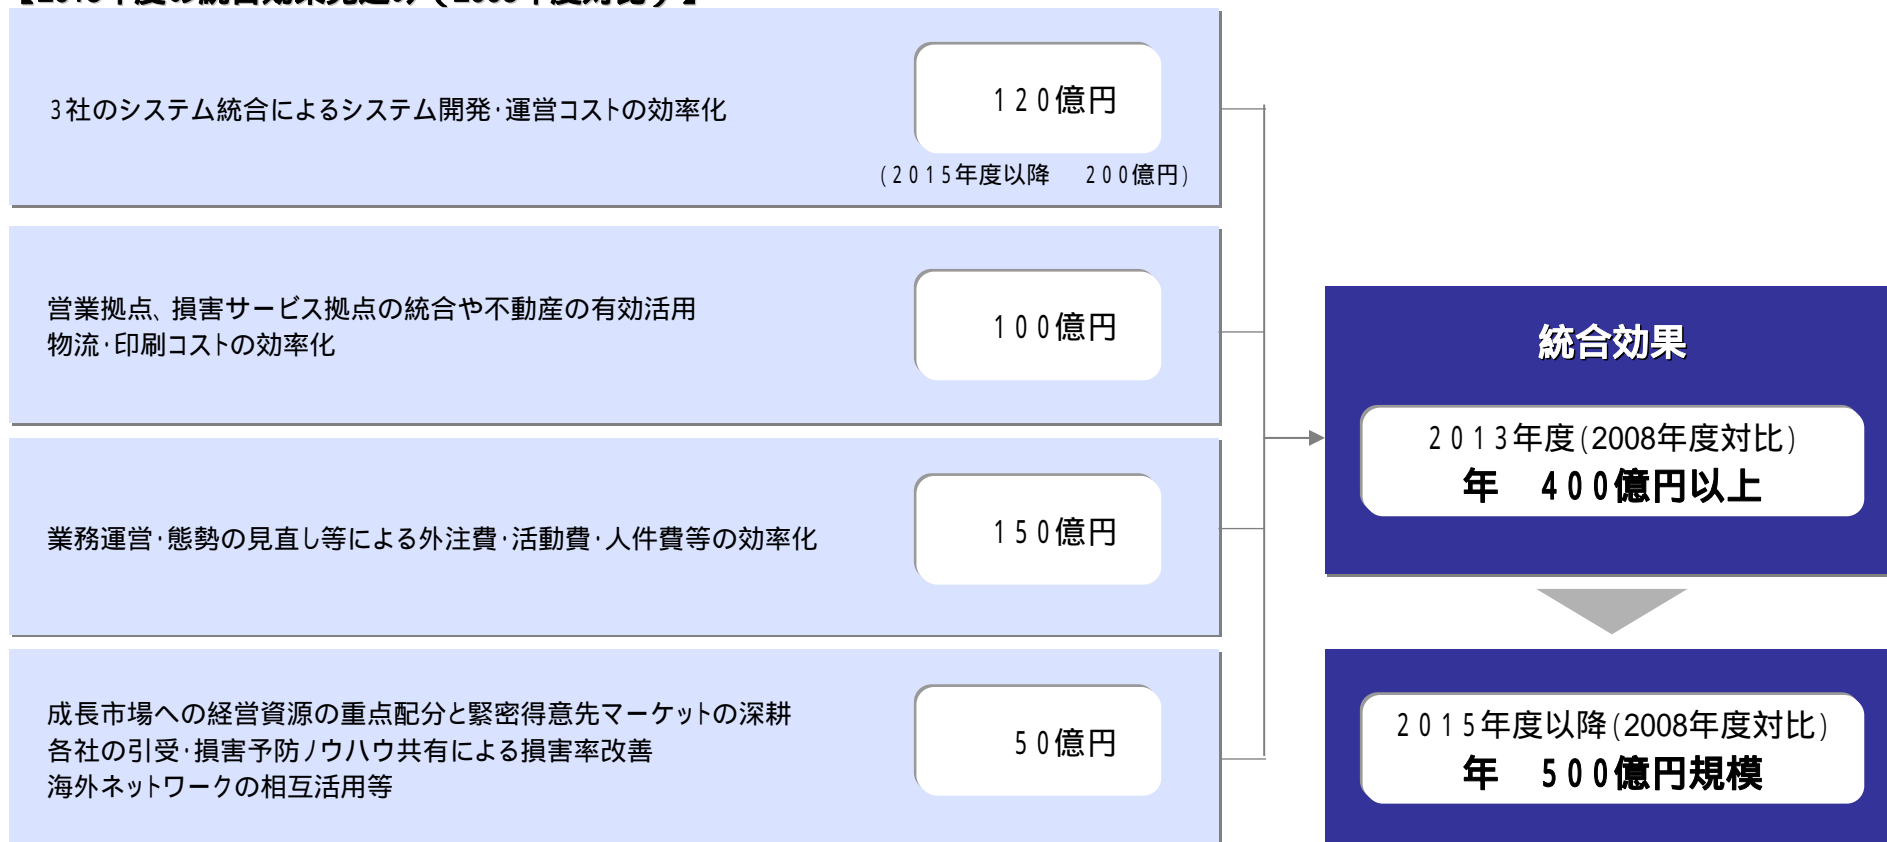 3社のシステム統合によるシステム開発･運営コストの効率化
１２０億円
(２０１５年度以降　２００億円)
営業拠点、損害サービス拠点の統合や不動産の有効活用
物流･印刷コストの効率化
１００億円
業務運営･態勢の見直し等による外注費･活動費･人件費等の効率化
１５０億円
成長市場への経営資源の重点配分と緊密得意先マーケットの深耕
各社の引受･損害予防ノウハウ共有による損害率改善
海外ネットワークの相互活用等
５０億円
統合効果
２０１３年度(2008年度対比)
年　４００億円以上
２０１５年度以降(2008年度対比)
年　５００億円規模